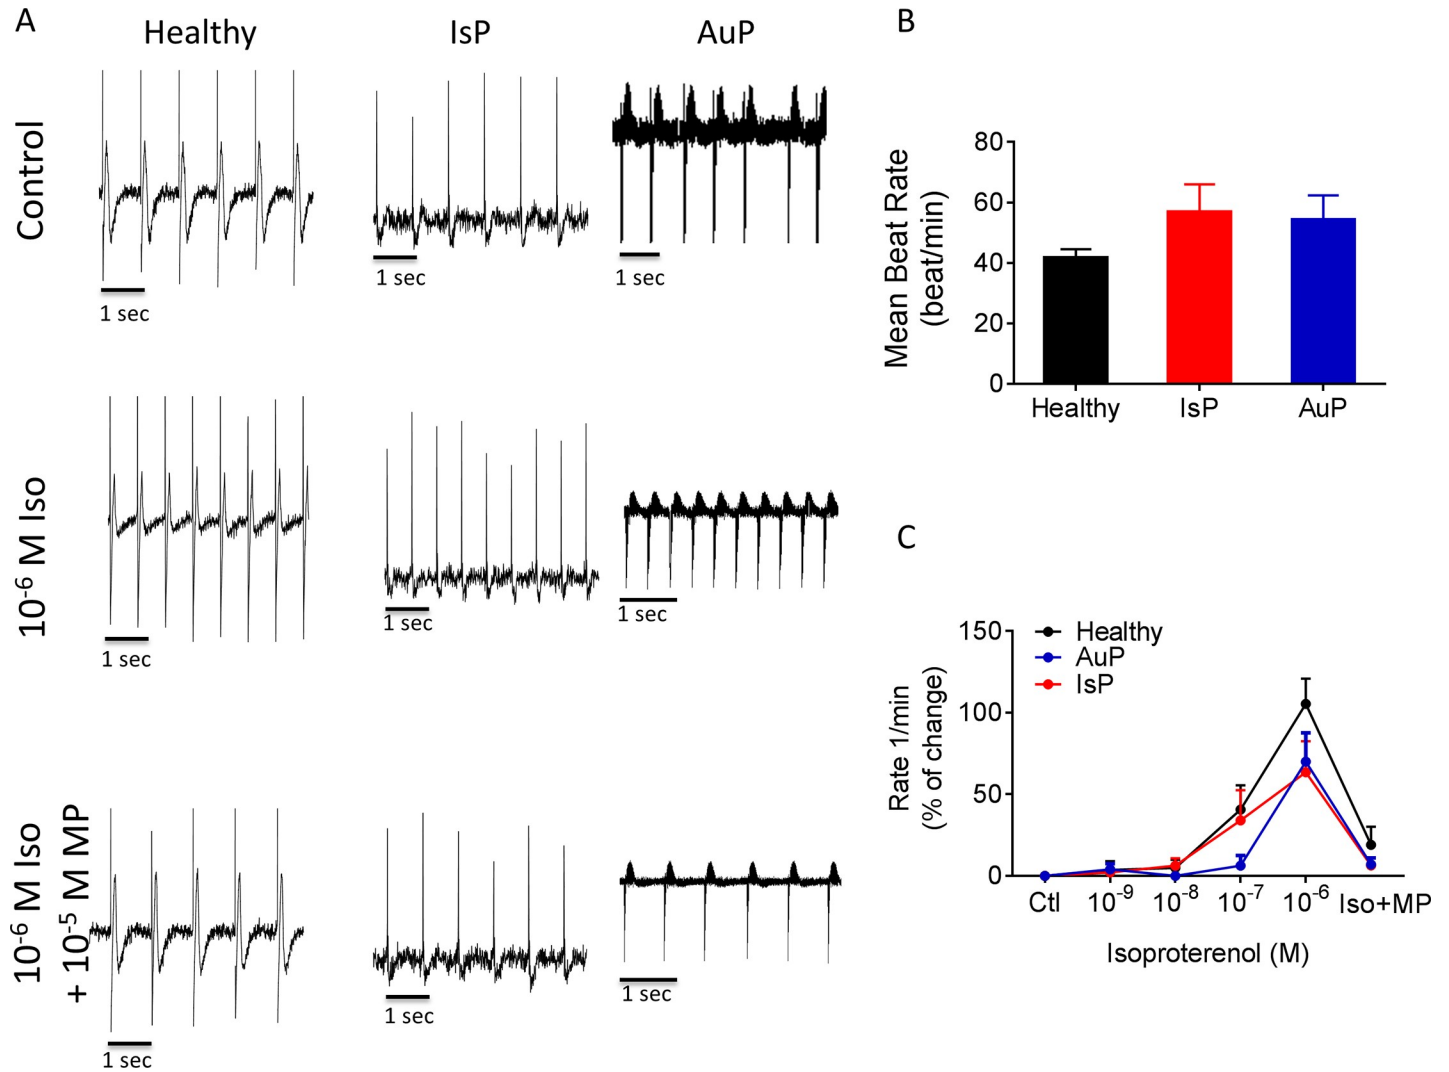 A
Healthy
IsP
AuP
Control
1 sec
1 sec
1 sec
10-6 M Iso
1 sec
1 sec
1 sec
10-6 M Iso
+ 10-5 M MP
1 sec
1 sec
1 sec
B
Mean Beat Rate
(beat/min)
80
60
40
20
0
Healthy
IsP
AuP
C
Rate 1/min
(% of change)
150
100
50
0
Healthy
AuP
IsP
Ctl
10-9
10-8
10-7
10-6
Iso+MP
Isoproterenol (M)